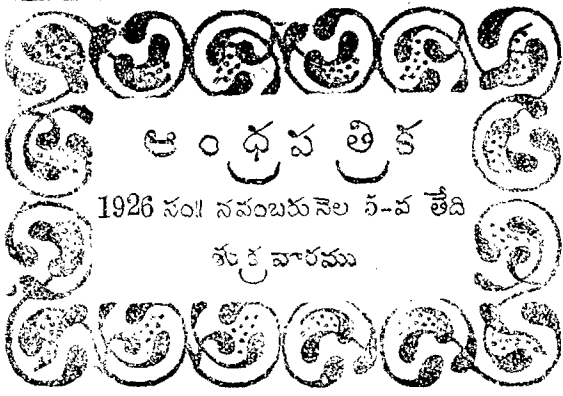 ఆంధ్రపత్రిక
1926 సం॥ నవంబరునెల 5-వ తేది
శుక్రవారము